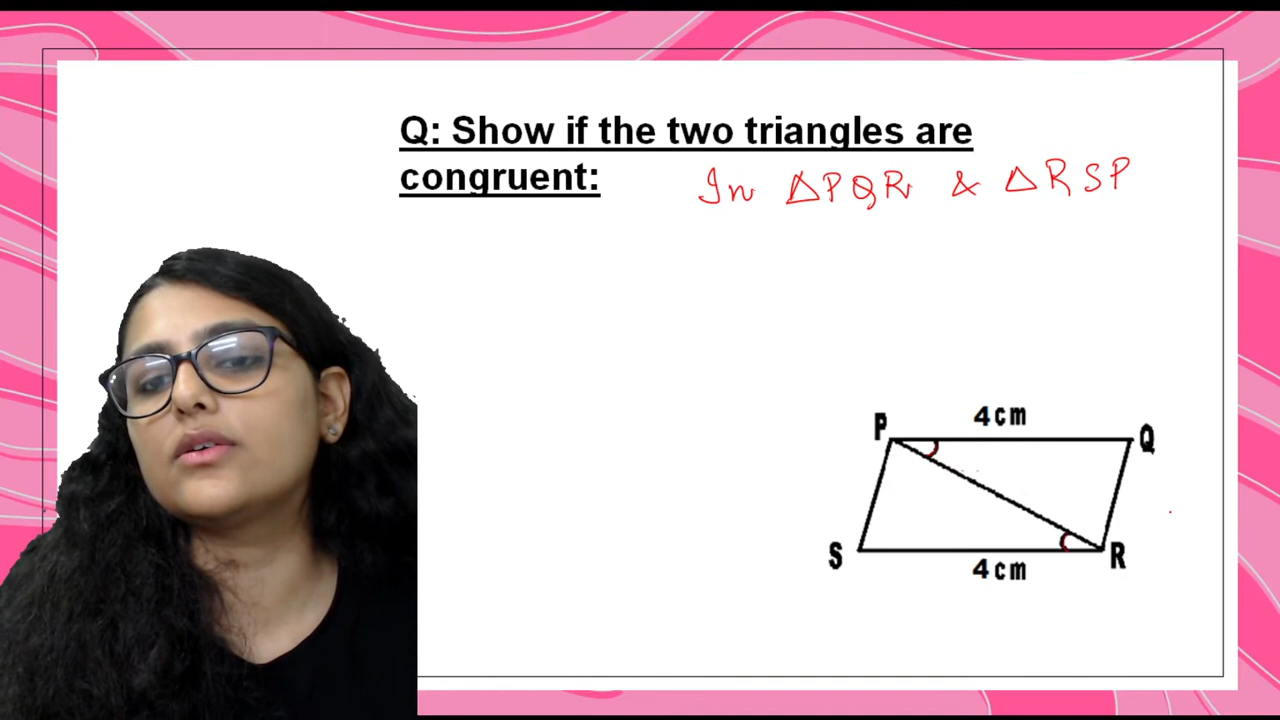 Q: Show if the two triangles are
congruent:
In △PQR & △RSP
P 4cm Q
S 4cm R